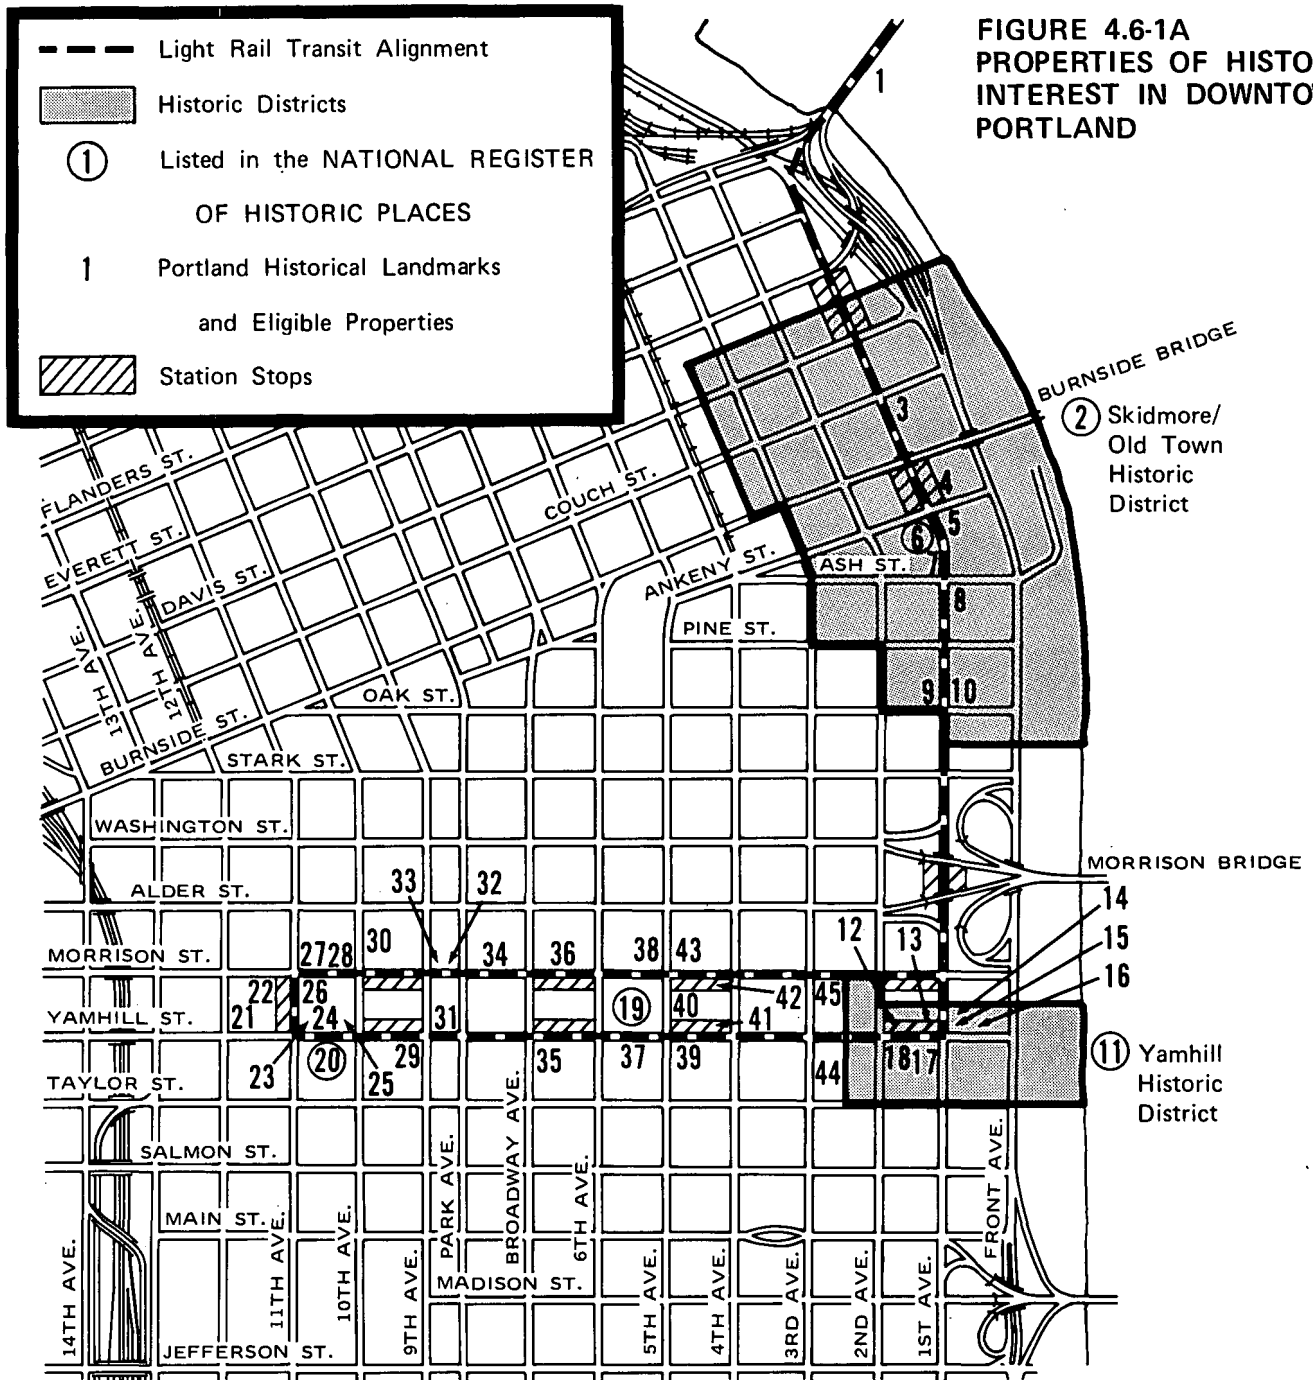 FIGURE 4.6-1A
PROPERTIES OF HISTO
INTEREST IN DOWNTO
PORTLAND
Light Rail Transit Alignment
Historic Districts
1 Listed in the NATIONAL REGISTER
OF HISTORIC PLACES
1 Portland Historical Landmarks
and Eligible Properties
Station Stops
1
BURNSIDE BRIDGE
2 Skidmore/
Old Town
Historic
District
3
4
5
6
FLANDERS ST.
EVERETT ST.
DAVIS ST.
COUCH ST.
ANKENY ST.
ASH ST.
8
PINE ST.
13TH AVE.
12TH AVE.
BURNSIDE ST.
OAK ST.
9 10
STARK ST.
WASHINGTON ST.
MORRISON BRIDGE
ALDER ST.
33 32
14
27 28 30 34 36 38 43 12 13 15
MORRISON ST.
16
22 26 31 19 40 42 45
21 24 41
YAMHILL ST.
23 20 25 29 35 37 39 44 18 17
11 Yamhill
Historic
District
TAYLOR ST.
SALMON ST.
MAIN ST.
MADISON ST.
JEFFERSON ST.
14TH AVE.
11TH AVE.
10TH AVE.
9TH AVE.
PARK AVE.
BROADWAY AVE.
6TH AVE.
5TH AVE.
4TH AVE.
3RD AVE.
2ND AVE.
1ST AVE.
FRONT AVE.